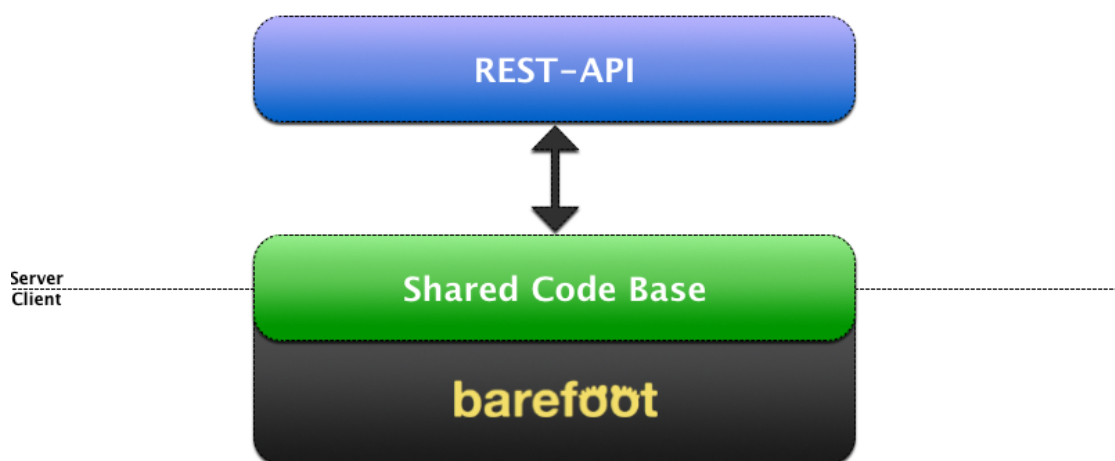 REST-API
Server
Client
Shared Code Base
barefoot